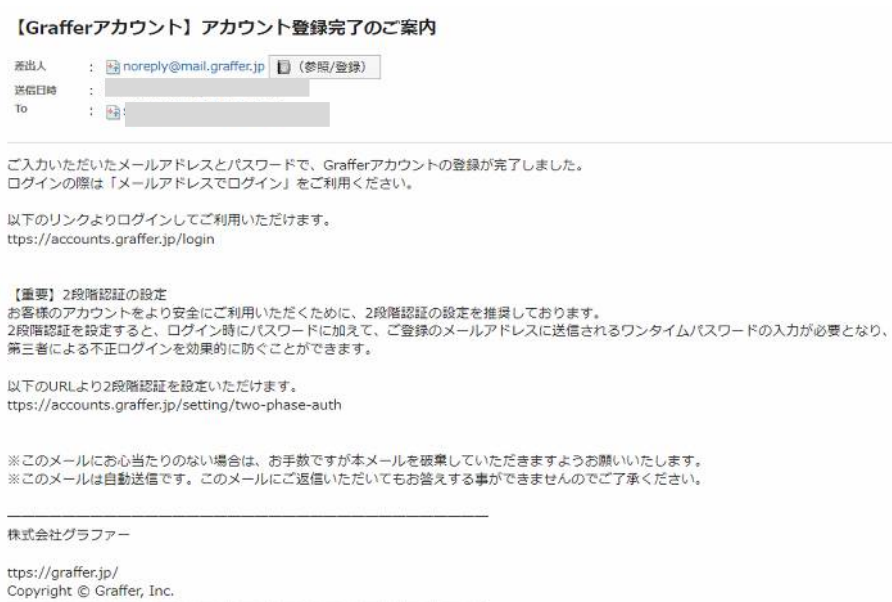 【Grafferアカウント】アカウント登録完了のご案内
差出人 : noreply@mail.graffer.jp (参照/登録)
送信日時 :
To :
ご入力いただいたメールアドレスとパスワードで、Grafferアカウントの登録が完了しました。
ログインの際は「メールアドレスでログイン」をご利用ください。
以下のリンクよりログインしてご利用いただけます。
ttps://accounts.graffer.jp/login
【重要】2段階認証の設定
お客様のアカウントをより安全にご利用いただくために、2段階認証の設定を推奨しております。
2段階認証を設定すると、ログイン時にパスワードに加えて、ご登録のメールアドレスに送信されるワンタイムパスワードの入力が必要となり、
第三者による不正ログインを効果的に防ぐことができます。
以下のURLより2段階認証を設定いただけます。
ttps://accounts.graffer.jp/setting/two-phase-auth
※このメールにお心当たりのない場合は、お手数ですが本メールを破棄していただきますようお願いいたします。
※このメールは自動送信です。このメールにご返信いただいてもお答えする事ができませんのでご了承ください。
株式会社グラファー
ttps://graffer.jp/
Copyright © Graffer, Inc.